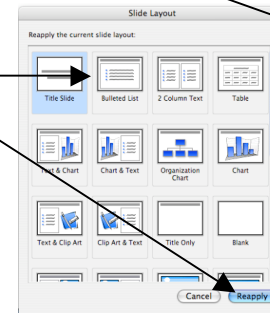 Slide Layout
Reapply the current slide layout:
Title Slide Bulleted List 2 Column Text Table
Text & Chart Chart & Text Organization Chart
Chart
Text & Clip Art Clip Art & Text Title Only Blank
Cancel Reapply